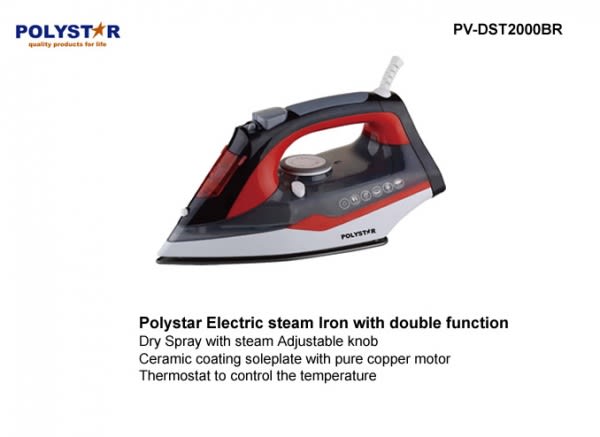 POLYSTAR
quality products for life
PV-DST2000BR
POLYSTAR
Polystar Electric steam Iron with double function
Dry Spray with steam Adjustable knob
Ceramic coating soleplate with pure copper motor
Thermostat to control the temperature